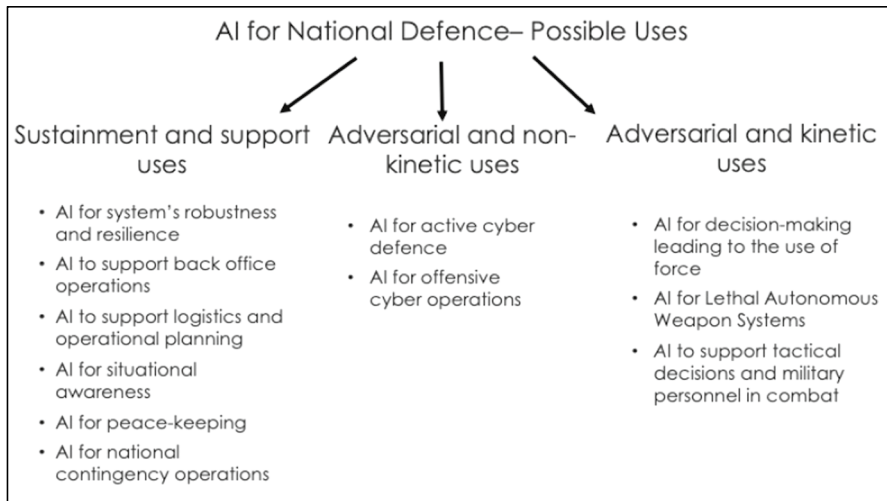 AI for National Defence– Possible Uses
Sustainment and support
uses
• AI for system's robustness
and resilience
• AI to support back office
operations
• AI to support logistics and
operational planning
• AI for situational
awareness
• AI for peace-keeping
• AI for national
contingency operations
Adversarial and non-
kinetic uses
• AI for active cyber
defence
• AI for offensive
cyber operations
Adversarial and kinetic
uses
• AI for decision-making
leading to the use of
force
• AI for Lethal Autonomous
Weapon Systems
• AI to support tactical
decisions and military
personnel in combat